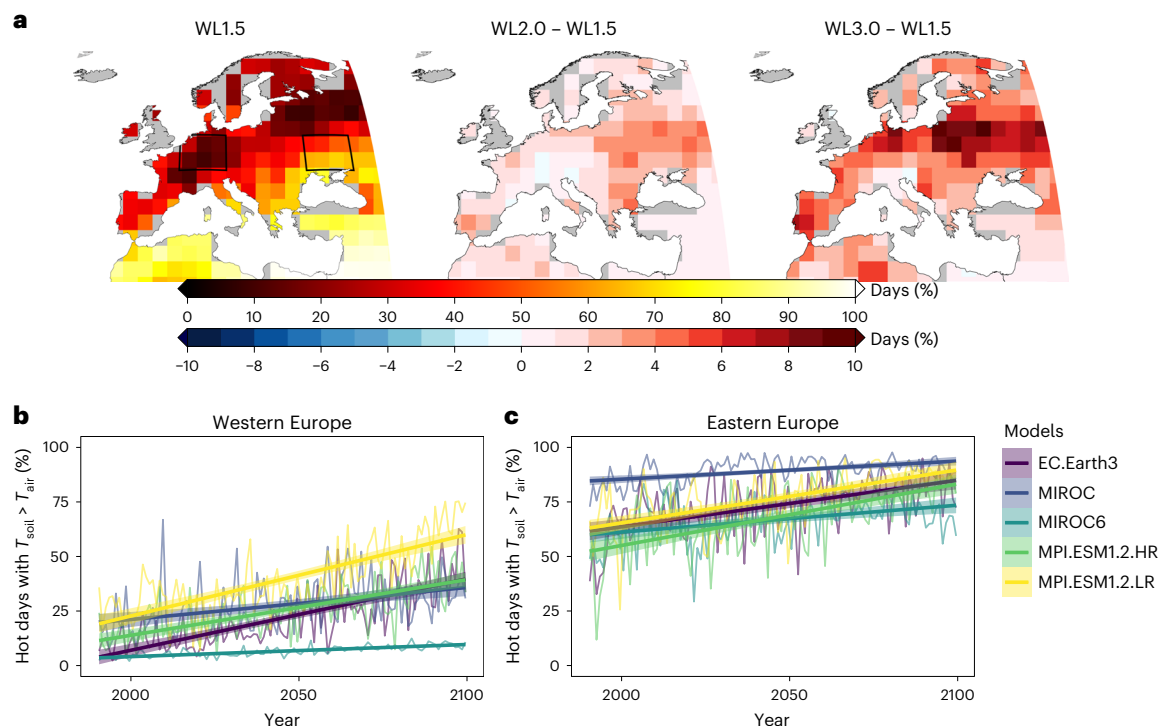 a
WL1.5
WL2.0 – WL1.5
WL3.0 – WL1.5
0 10 20 30 40 50 60 70 80 90 100
Days (%)
–10 –8 –6 –4 –2 0 2 4 6 8 10
Days (%)
b
Western Europe
Hot days with Tsoil > Tair (%)
100
75
50
25
0
2000 2050 2100
Year
c
Eastern Europe
Hot days with Tsoil > Tair (%)
100
75
50
25
0
2000 2050 2100
Year
Models
EC.Earth3
MIROC
MIROC6
MPI.ESM1.2.HR
MPI.ESM1.2.LR